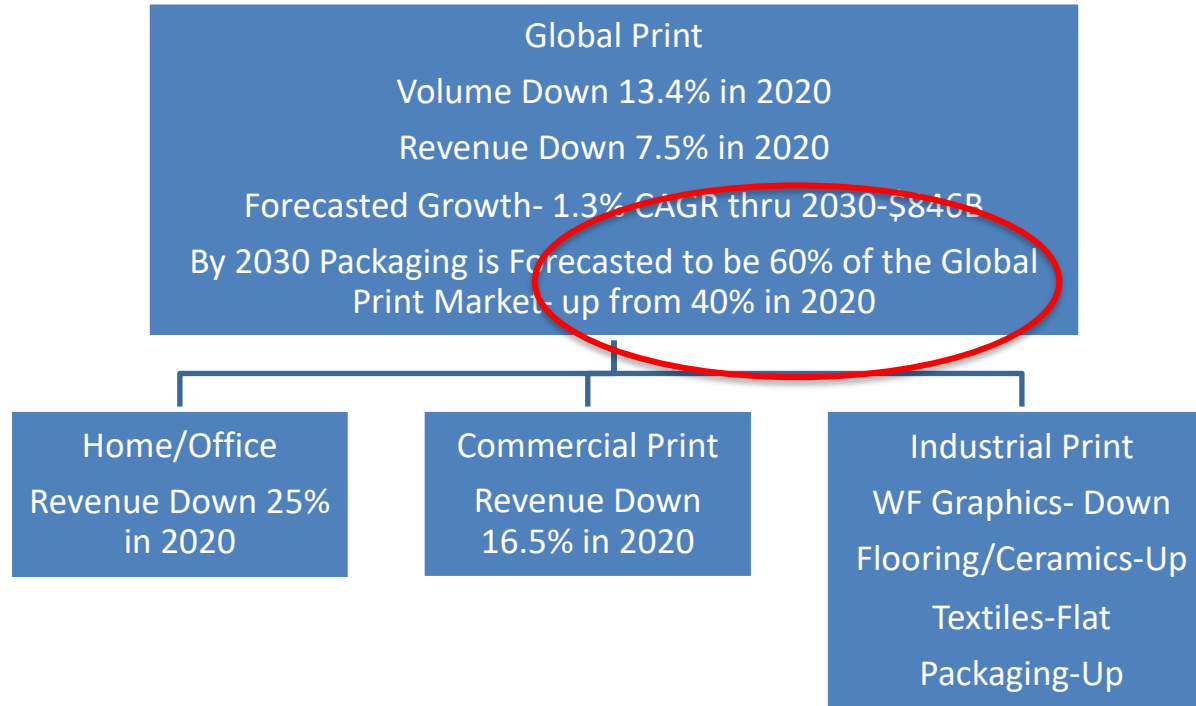 Global Print
Volume Down 13.4% in 2020
Revenue Down 7.5% in 2020
Forecasted Growth- 1.3% CAGR thru 2030-$846B
By 2030 Packaging is Forecasted to be 60% of the Global
Print Market- up from 40% in 2020
Home/Office
Revenue Down 25%
in 2020
Commercial Print
Revenue Down
16.5% in 2020
Industrial Print
WF Graphics- Down
Flooring/Ceramics-Up
Textiles-Flat
Packaging-Up